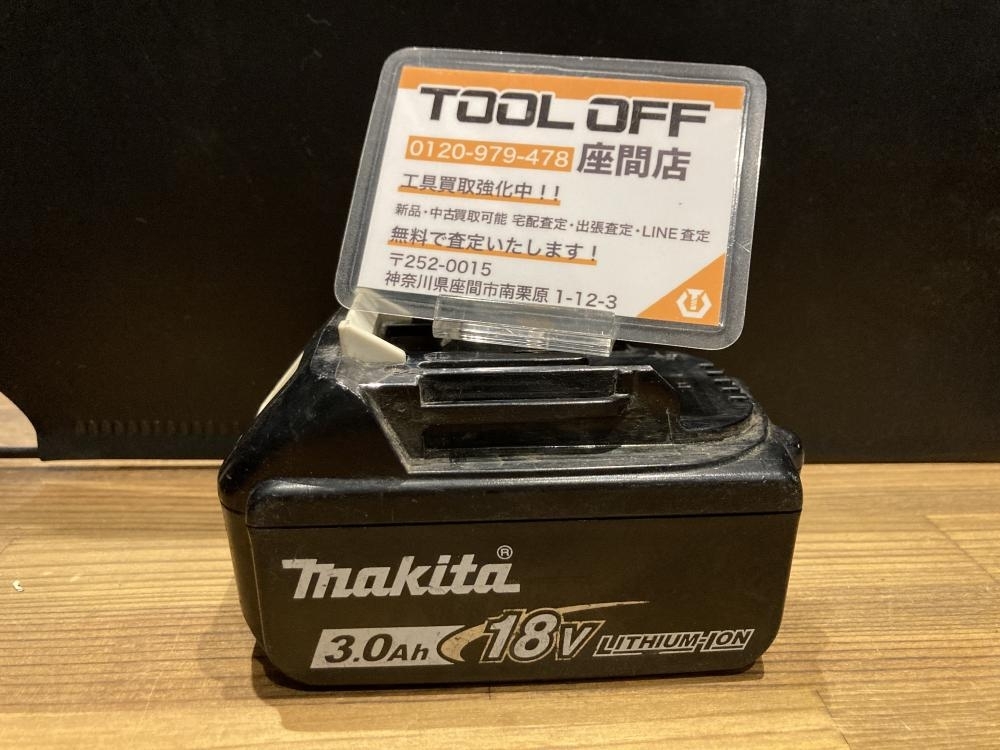 TOOL OFF
0120-979-478 座間店
工具買取強化中！！
新品・中古買取可能 宅配査定・出張査定・LINE査定
無料で査定いたします！
〒252-0015
神奈川県座間市南栗原 1-12-3
makita®
3.0Ah 18V LITHIUM-ION